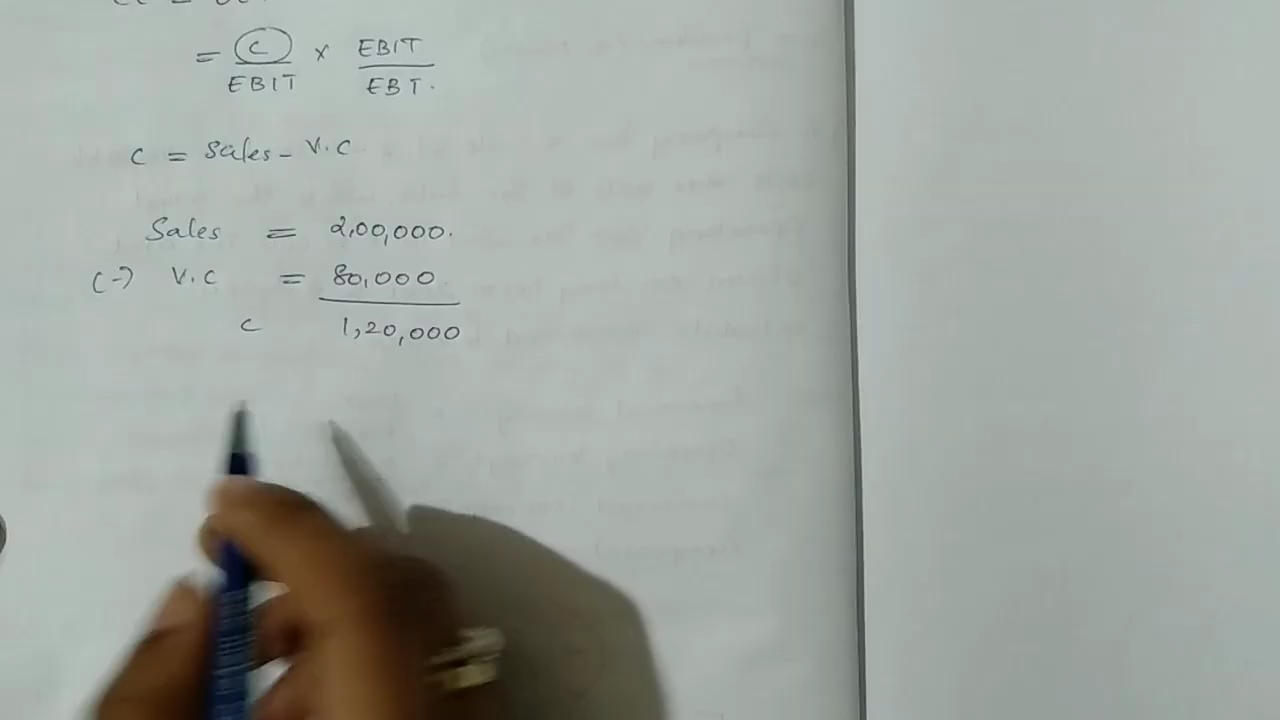 = C/EBIT × EBIT/EBT.
C = Sales - V.C
Sales = 2,00,000.
(-) V.C = 80,000
C 1,20,000